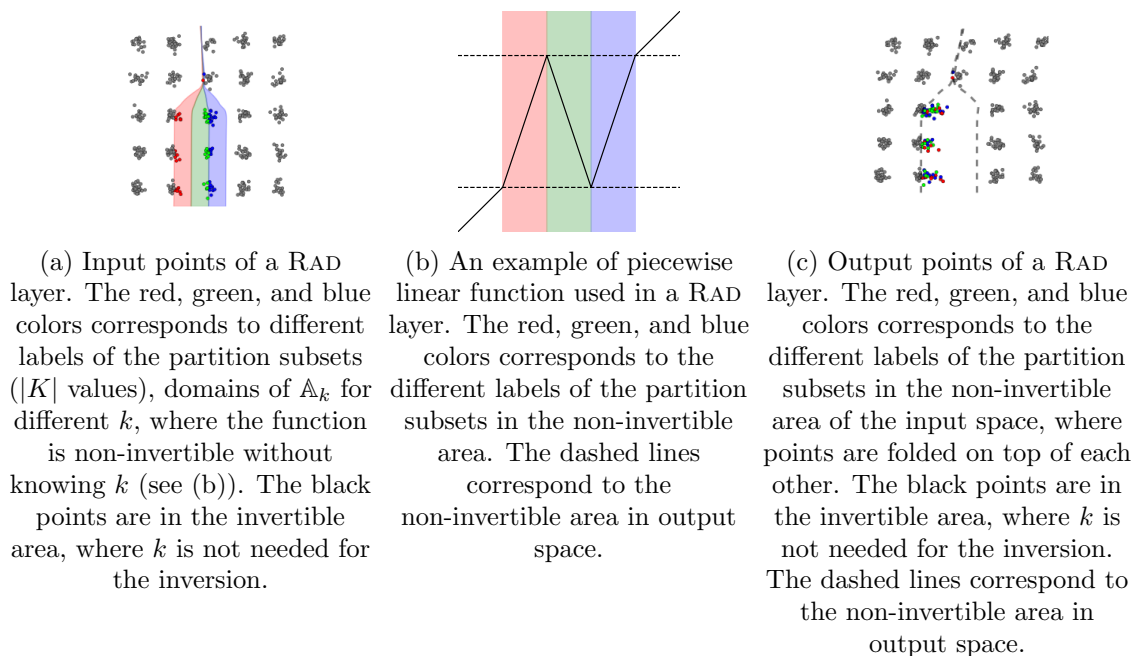 (a) Input points of a RAD
layer. The red, green, and blue
colors corresponds to different
labels of the partition subsets
(|K| values), domains of 𝔸ₖ for
different k, where the function
is non-invertible without
knowing k (see (b)). The black
points are in the invertible
area, where k is not needed for
the inversion.
(b) An example of piecewise
linear function used in a RAD
layer. The red, green, and blue
colors corresponds to the
different labels of the partition
subsets in the non-invertible
area. The dashed lines
correspond to the
non-invertible area in output
space.
(c) Output points of a RAD
layer. The red, green, and blue
colors corresponds to the
different labels of the partition
subsets in the non-invertible
area of the input space, where
points are folded on top of each
other. The black points are in
the invertible area, where k is
not needed for the inversion.
The dashed lines correspond to
the non-invertible area in
output space.